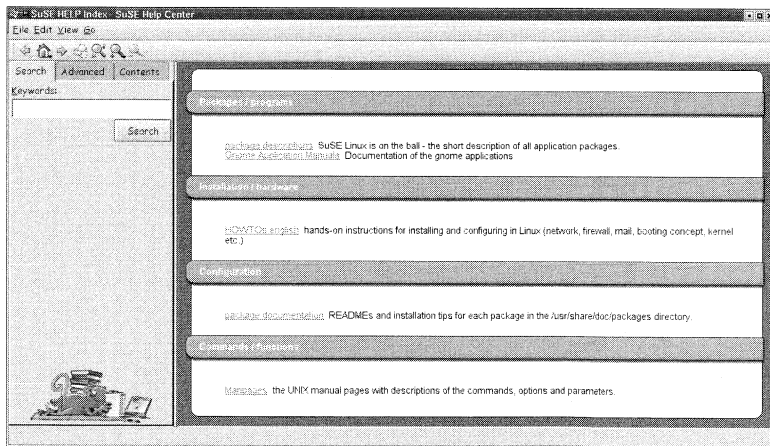 SuSE HELP Index - SuSE Help Center
File Edit View Go
Search Advanced Contents
Keywords:
Search
Packages / programs
package descriptions SuSE Linux is on the ball - the short description of all application packages.
Gnome Application Manuals Documentation of the gnome applications
Installation / hardware
HOWTOs english hands-on instructions for installing and configuring in Linux (network, firewall, mail, booting concept, kernel
etc.)
Configuration
package documentation READMEs and installation tips for each package in the /usr/share/doc/packages directory.
Commands / functions
Manpages the UNIX manual pages with descriptions of the commands, options and parameters.